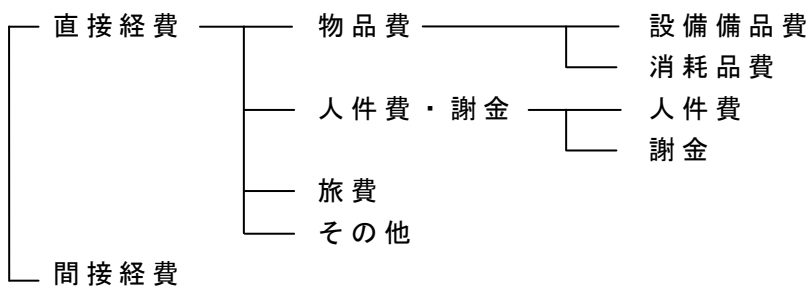 直接経費 物品費 設備備品費
消耗品費
人件費・謝金 人件費
謝金
旅費
その他
間接経費